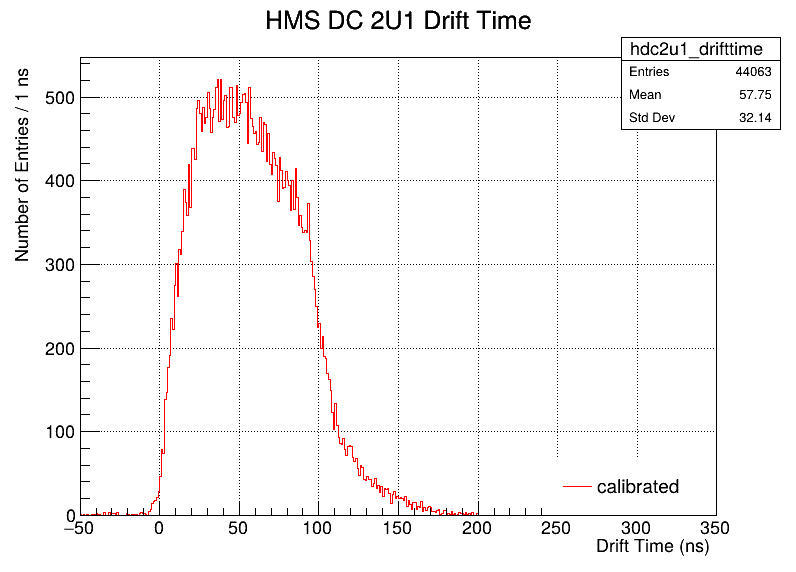 HMS DC 2U1 Drift Time
hdc2u1_drifttime
Entries 44063
Mean 57.75
Std Dev 32.14
Number of Entries / 1 ns
500
400
300
200
100
0
−50 0 50 100 150 200 250 300 350
Drift Time (ns)
calibrated